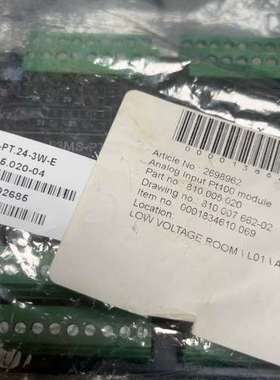 -PT.24-3W-E
5.020-04
02685
Article No : 2698962
Analog Input Pt100 module
Part no : 810.005.020
Drawing no. 810.007.662-02
Item no. 0001834610.069
Location:
LOW VOLTAGE ROOM \ L01 \